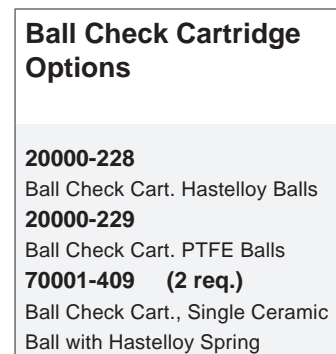 Ball Check Cartridge
Options
20000-228
Ball Check Cart. Hastelloy Balls
20000-229
Ball Check Cart. PTFE Balls
70001-409 (2 req.)
Ball Check Cart., Single Ceramic
Ball with Hastelloy Spring